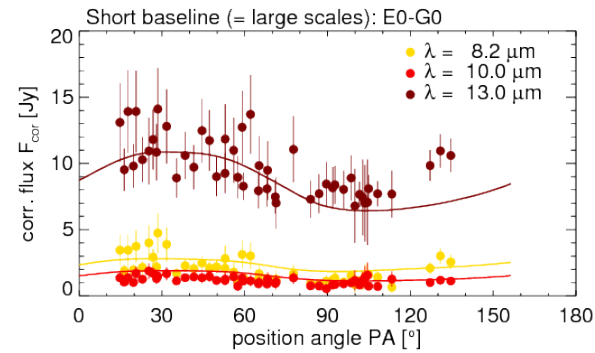 Short baseline (= large scales): E0-G0
λ = 8.2 μm
λ = 10.0 μm
λ = 13.0 μm
20
15
10
5
0
corr. flux F_cor [Jy]
0 30 60 90 120 150 180
position angle PA [°]